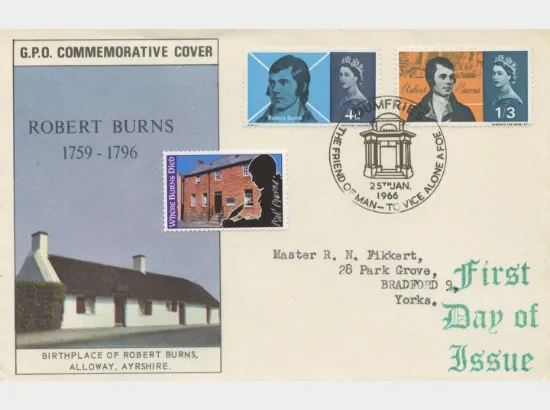 G.P.O. COMMEMORATIVE COVER
ROBERT BURNS
1759 - 1796
BIRTHPLACE OF ROBERT BURNS,
ALLOWAY, AYRSHIRE.
WHERE BURNS DIED
Robert Burns
4d
Robert Burns
1'3
DUMFRIES
THE FRIEND OF MAN - TO VICE ALONE A FOE
25TH JAN.
1966
Master R. N. Fikkert,
28 Park Grove,
BRADFORD 9,
Yorks.
First
Day of
Issue